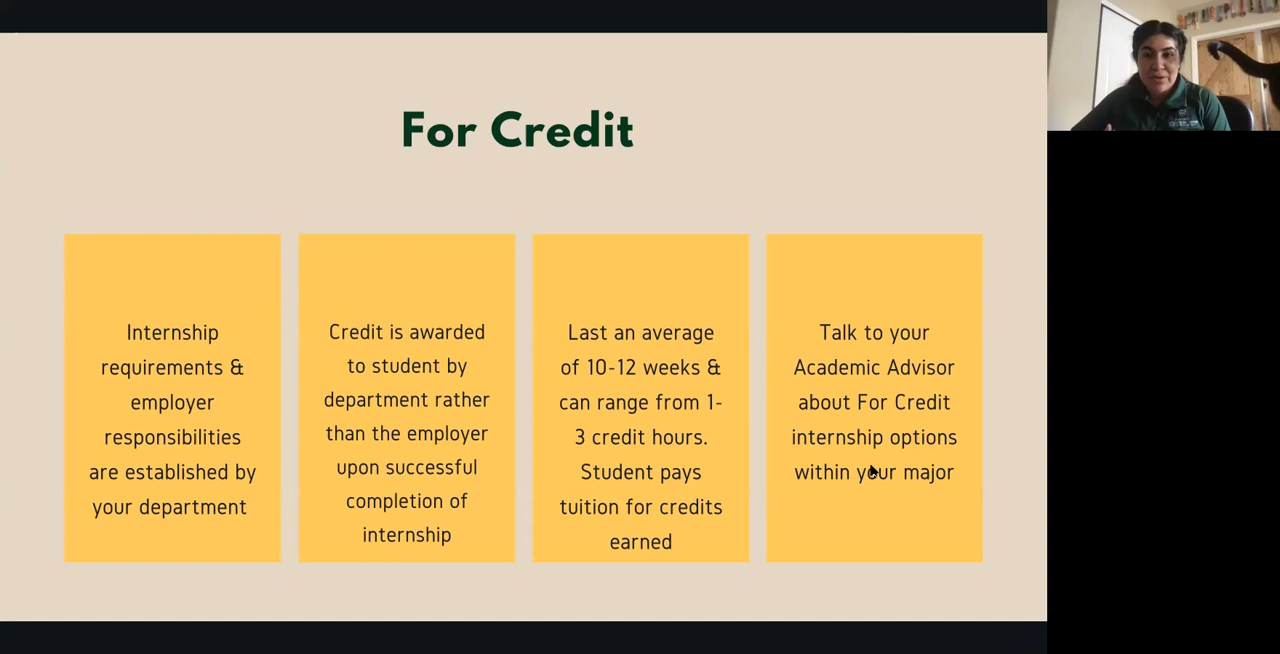 For Credit
Internship
requirements &
employer
responsibilities
are established by
your department
Credit is awarded
to student by
department rather
than the employer
upon successful
completion of
internship
Last an average
of 10-12 weeks &
can range from 1-
3 credit hours.
Student pays
tuition for credits
earned
Talk to your
Academic Advisor
about For Credit
internship options
within your major